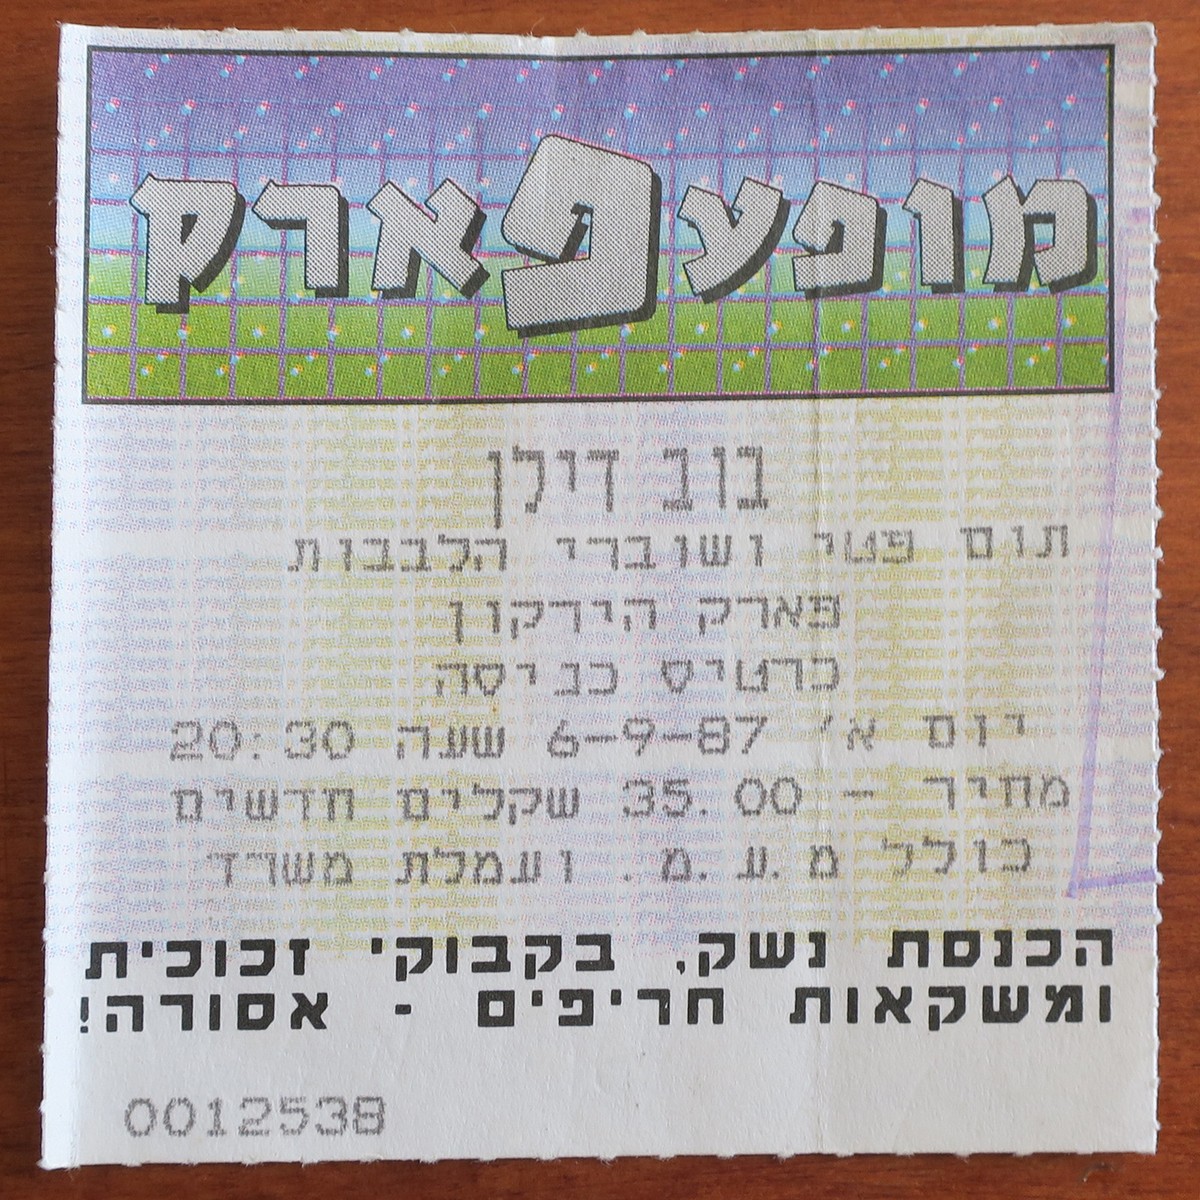 מופעפארק
בוב דילן
תום פטי ושוברי הלבבות
פארק הירקון
כרטיס כניסה
יום א' 6-9-87 שעה 20:30
מחיר - 35.00 שקלים חדשים
כולל מ.ע.מ. ועמלת משרד
הכנסת נשק, בקבוקי זכוכית
ומשקאות חריפים - אסורה!
0012538